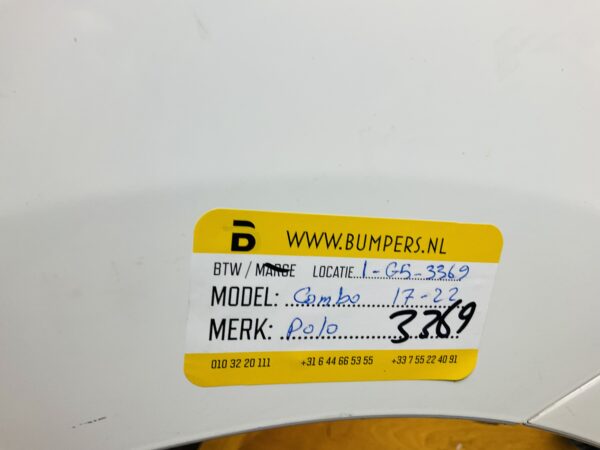 B WWW.BUMPERS.NL
BTW / MARGE LOCATIE 1-G5-3369
MODEL: Combo 17-22
MERK: Polo 3369
010 32 20 111 +31 6 44 66 53 55 +33 7 55 22 40 91